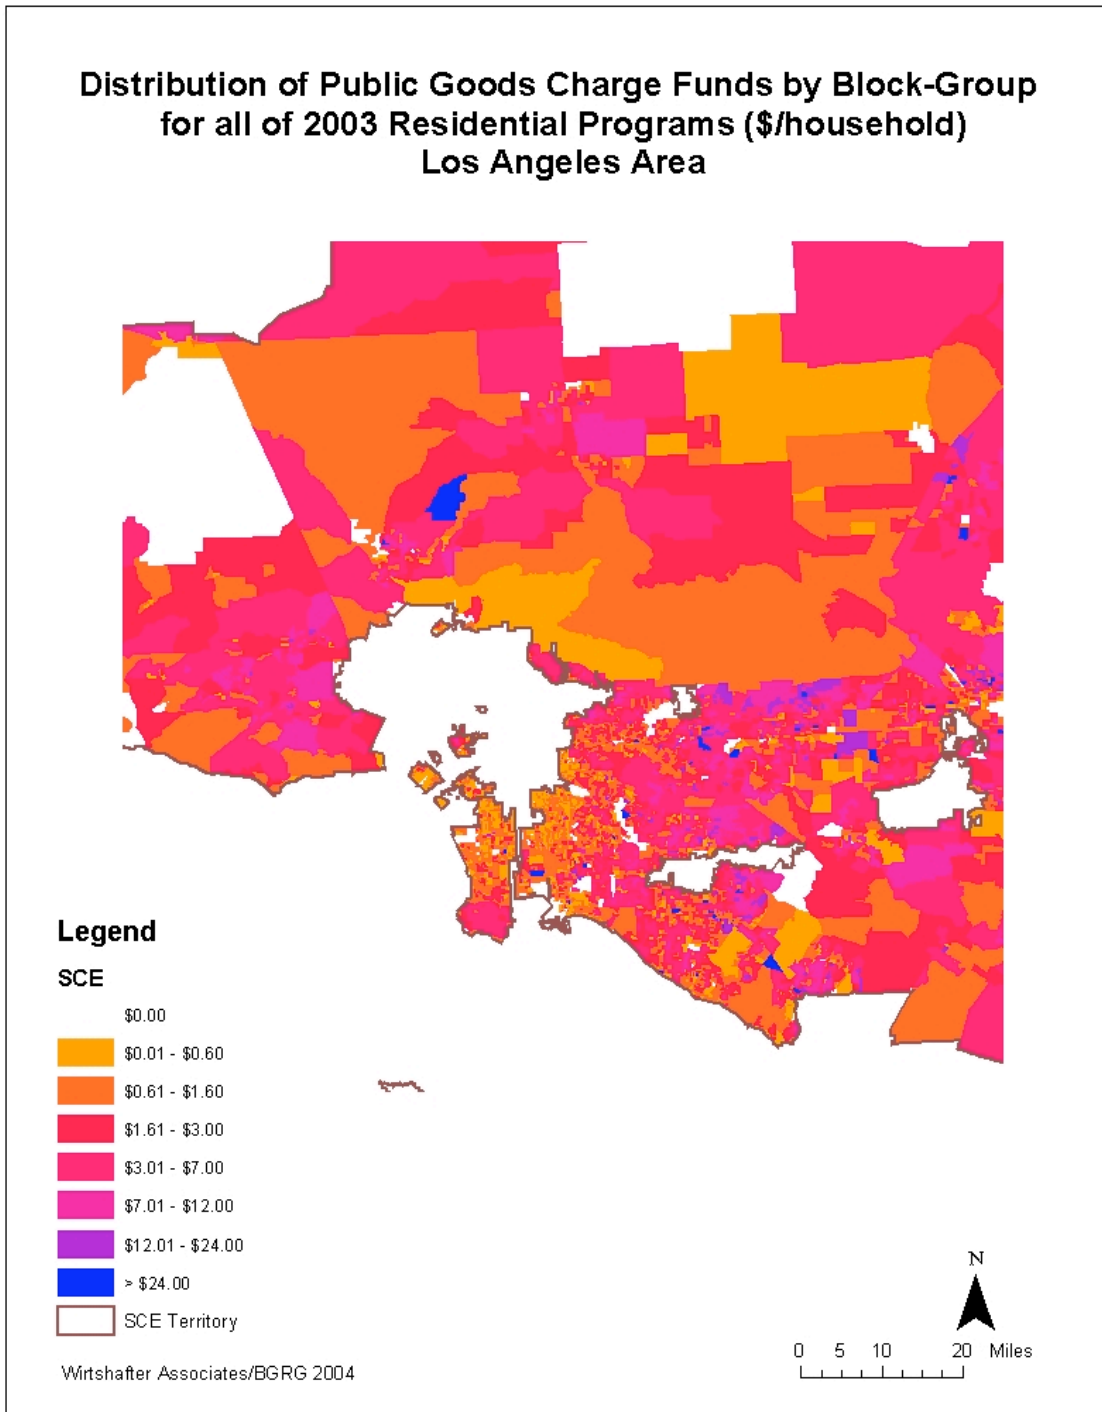 Distribution of Public Goods Charge Funds by Block-Group
for all of 2003 Residential Programs ($/household)
Los Angeles Area
Legend
SCE
$0.00
$0.01 - $0.60
$0.61 - $1.60
$1.61 - $3.00
$3.01 - $7.00
$7.01 - $12.00
$12.01 - $24.00
> $24.00
SCE Territory
Wirtshafter Associates/BGRG 2004
N
0 5 10 20 Miles